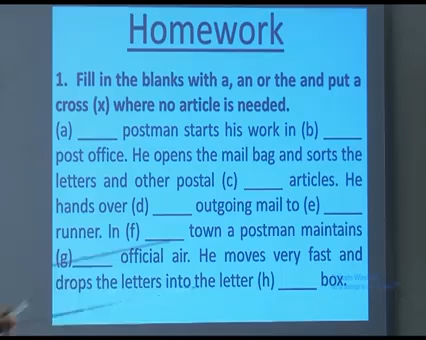 Homework
1. Fill in the blanks with a, an or the and put a
cross (x) where no article is needed.
(a) _____ postman starts his work in (b) _____
post office. He opens the mail bag and sorts the
letters and other postal (c) _____ articles. He
hands over (d) _____ outgoing mail to (e) _____
runner. In (f) _____ town a postman maintains
(g)_____ official air. He moves very fast and
drops the letters into the letter (h) _____ box.